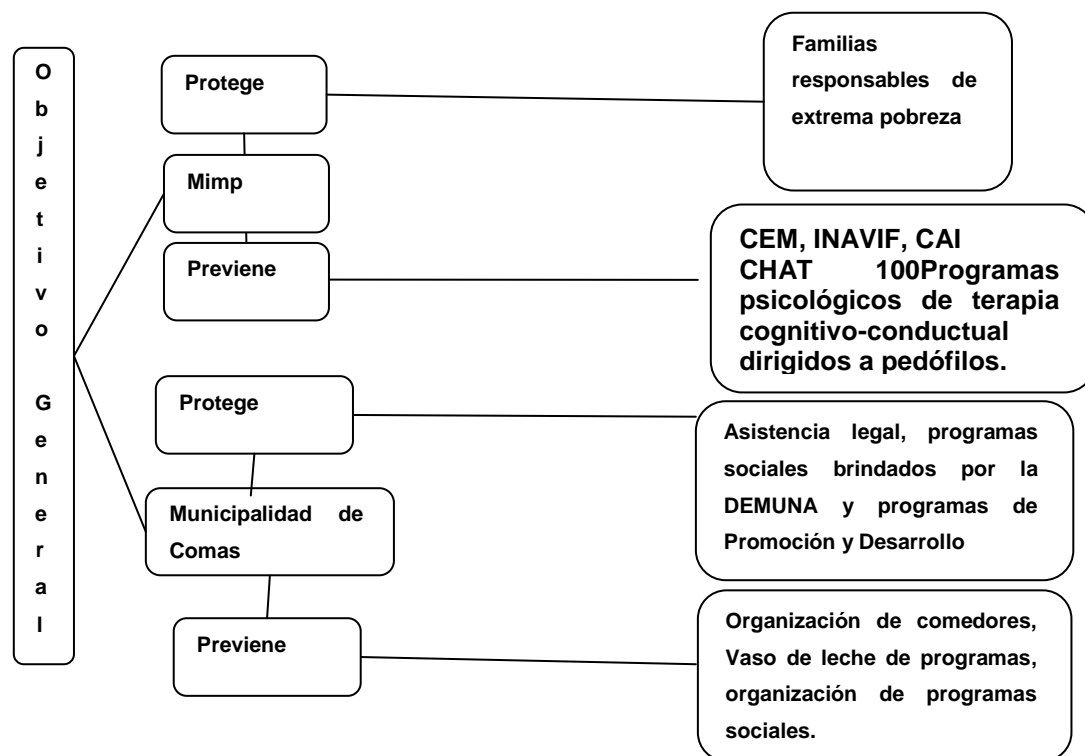 Objetivo General
Protege
Familias
responsables de
extrema pobreza
Mimp
Previene
CEM, INAVIF, CAI
CHAT 100Programas
psicológicos de terapia
cognitivo-conductual
dirigidos a pedófilos.
Protege
Asistencia legal, programas
sociales brindados por la
DEMUNA y programas de
Promoción y Desarrollo
Municipalidad de
Comas
Previene
Organización de comedores,
Vaso de leche de programas,
organización de programas
sociales.